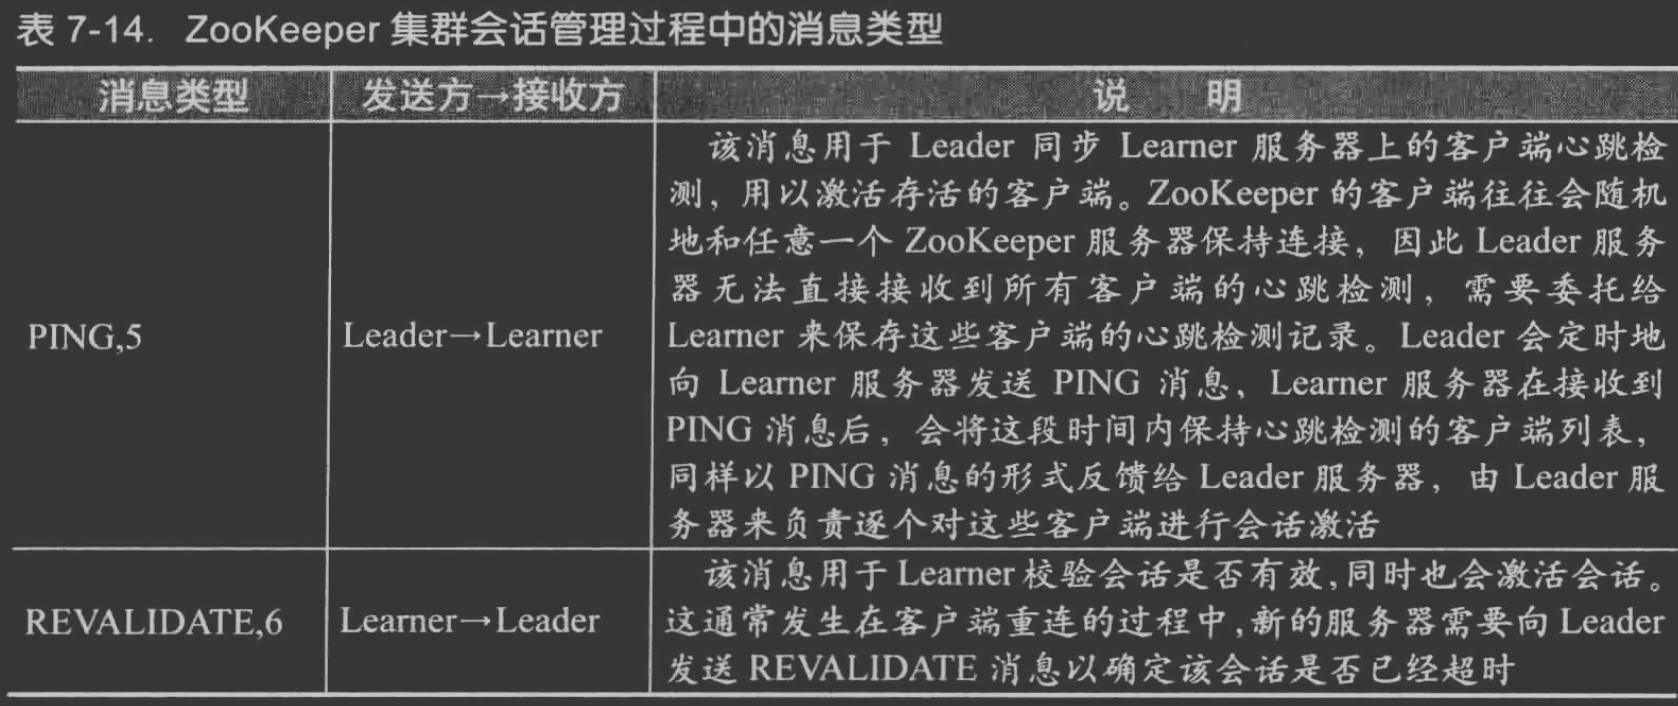 表 7-14. ZooKeeper 集群会话管理过程中的消息类型
消息类型 发送方→接收方 说 明
该消息用于 Leader 同步 Learner 服务器上的客户端心跳检
测，用以激活存活的客户端。ZooKeeper 的客户端往往会随机
地和任意一个 ZooKeeper 服务器保持连接，因此 Leader 服务
器无法直接接收到所有客户端的心跳检测，需要委托给
PING,5 Leader→Learner Learner 来保存这些客户端的心跳检测记录。Leader 会定时地
向 Learner 服务器发送 PING 消息，Learner 服务器在接收到
PING 消息后，会将这段时间内保持心跳检测的客户端列表，
同样以 PING 消息的形式反馈给 Leader 服务器，由 Leader 服
务器来负责逐个对这些客户端进行会话激活
该消息用于 Learner 校验会话是否有效，同时也会激活会话。
REVALIDATE,6 Learner→Leader 这通常发生在客户端重连的过程中，新的服务器需要向 Leader
发送 REVALIDATE 消息以确定该会话是否已经超时